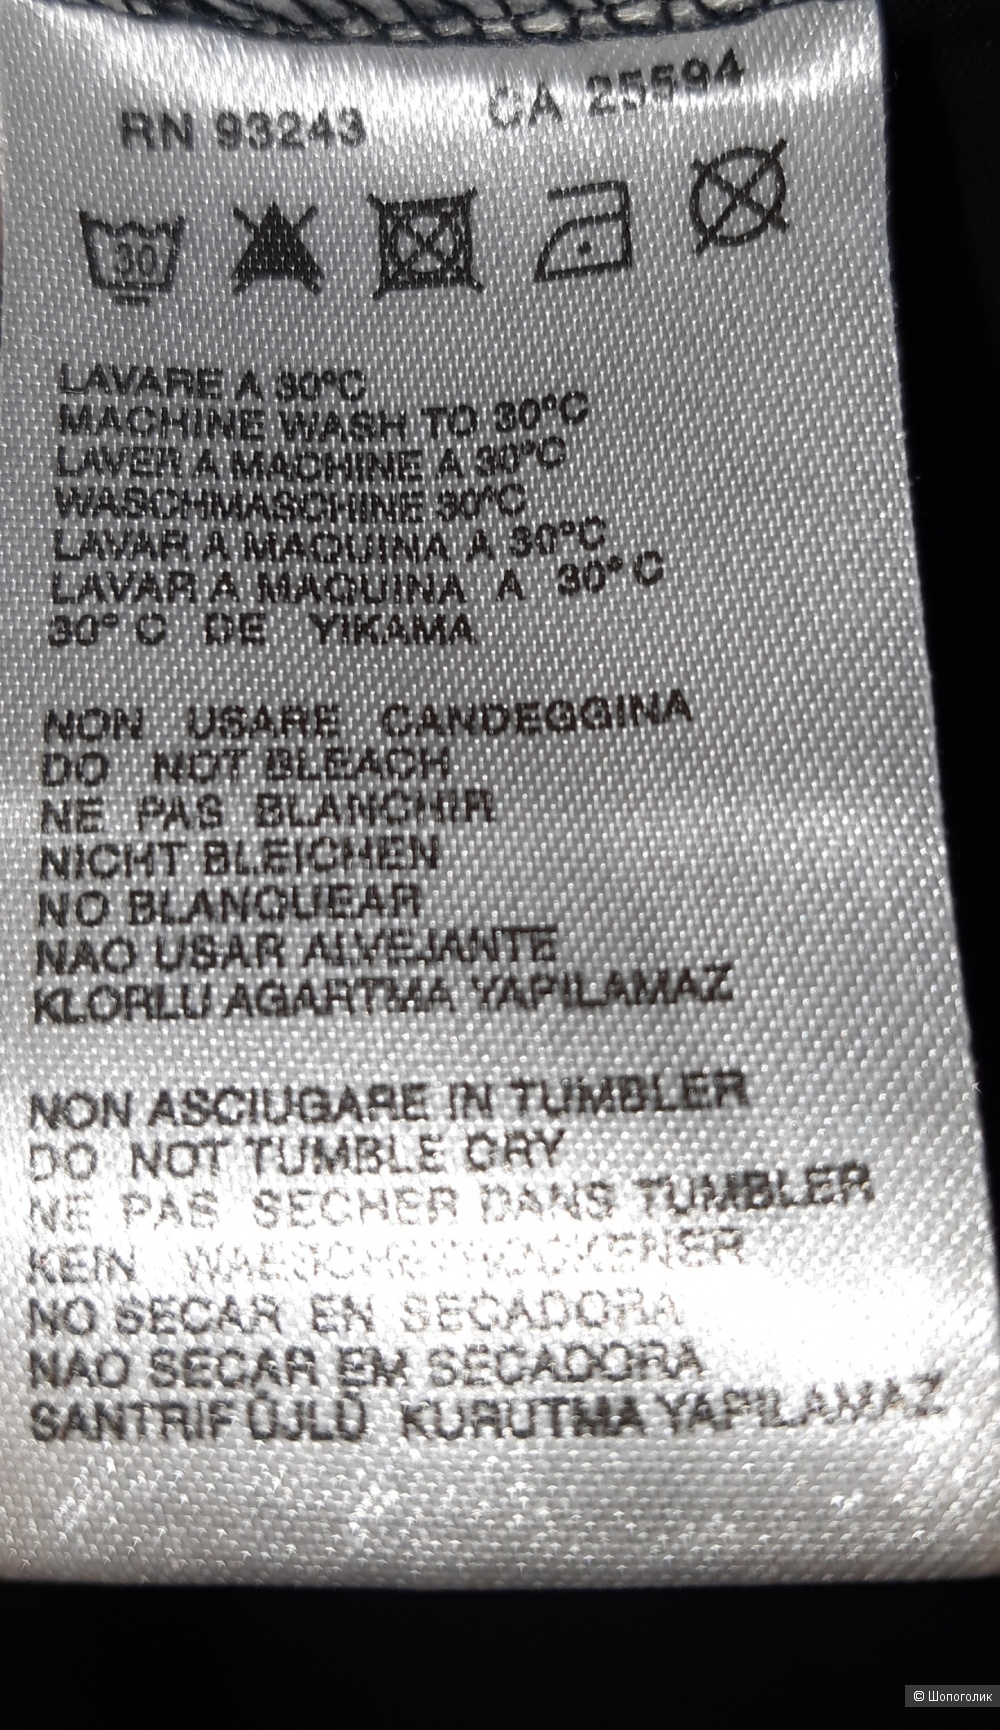 RN 93243 CA 25594
30
LAVARE A 30°C
MACHINE WASH TO 30°C
LAVER A MACHINE A 30°C
WASCHMASCHINE 30°C
LAVAR A MAQUINA A 30°C
LAVAR A MAQUINA A 30°C
30°C DE YIKAMA
NON USARE CANDEGGINA
DO NOT BLEACH
NE PAS BLANCHIR
NICHT BLEICHEN
NO BLANQUEAR
NAO USAR ALVEJANTE
KLORLU AGARTMA YAPILAMAZ
NON ASCIUGARE IN TUMBLER
DO NOT TUMBLE DRY
NE PAS SECHER DANS TUMBLER
KEIN WAESCHETROCKENER
NO SECAR EN SECADORA
NAO SECAR EM SECADORA
SANTRIFÜJLÜ KURUTMA YAPILAMAZ
© Шопоголик